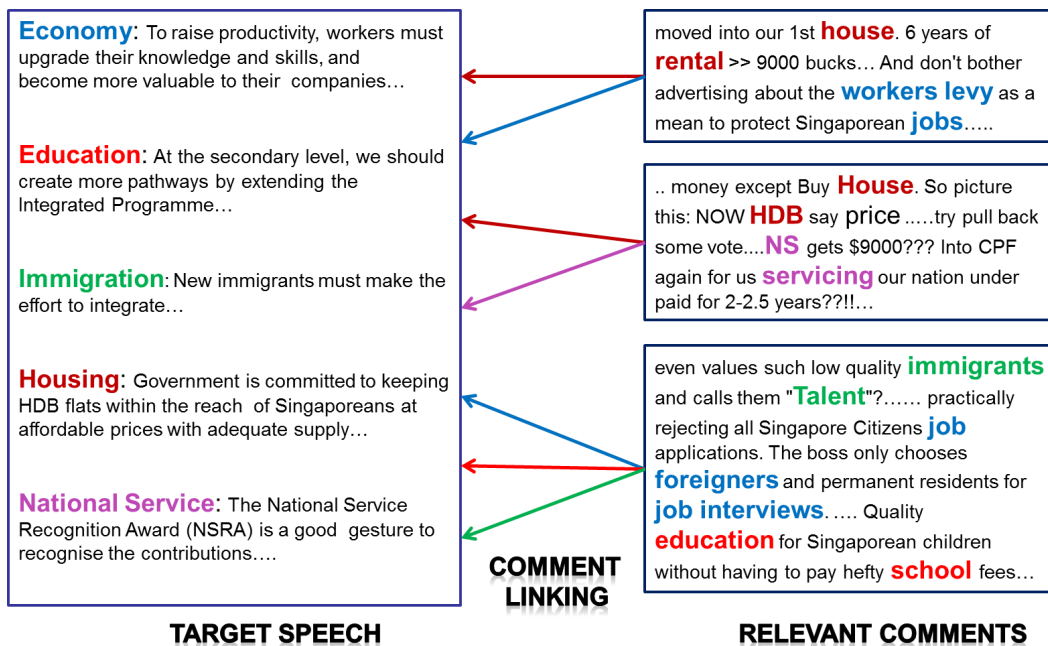 Economy: To raise productivity, workers must
upgrade their knowledge and skills, and
become more valuable to their companies…
Education: At the secondary level, we should
create more pathways by extending the
Integrated Programme…
Immigration: New immigrants must make the
effort to integrate…
Housing: Government is committed to keeping
HDB flats within the reach of Singaporeans at
affordable prices with adequate supply…
National Service: The National Service
Recognition Award (NSRA) is a good gesture to
recognise the contributions….
TARGET SPEECH
COMMENT
LINKING
moved into our 1st house. 6 years of
rental >> 9000 bucks… And don't bother
advertising about the workers levy as a
mean to protect Singaporean jobs…..
.. money except Buy House. So picture
this: NOW HDB say price …..try pull back
some vote....NS gets $9000??? Into CPF
again for us servicing our nation under
paid for 2-2.5 years??!!…
even values such low quality immigrants
and calls them "Talent"?…… practically
rejecting all Singapore Citizens job
applications. The boss only chooses
foreigners and permanent residents for
job interviews. …. Quality
education for Singaporean children
without having to pay hefty school fees…
RELEVANT COMMENTS